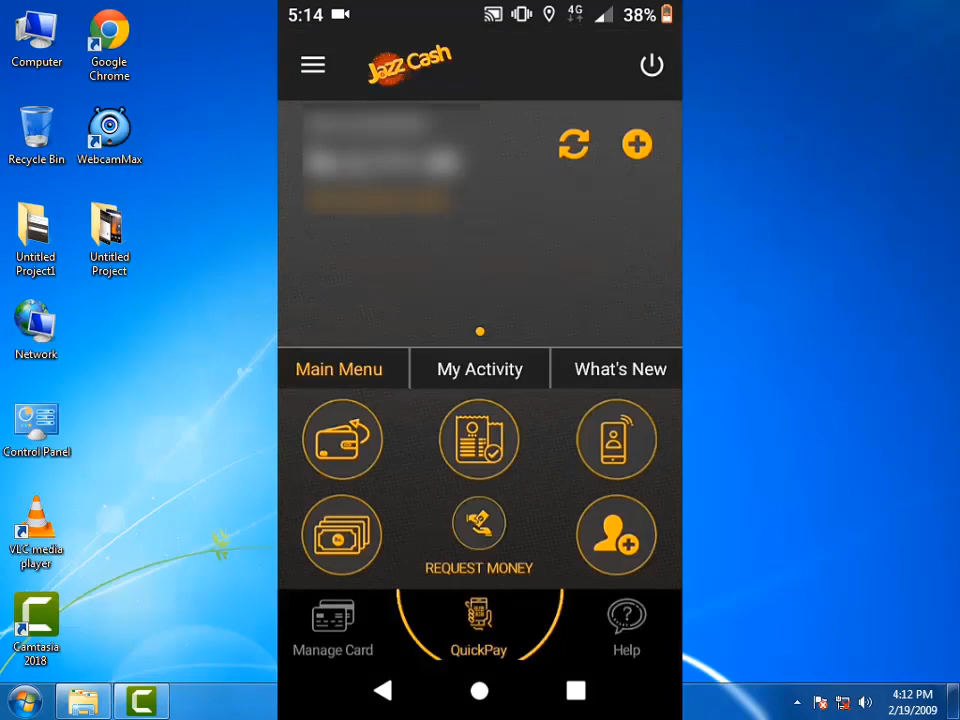 5:14
4G
38%
Jazz Cash
Main Menu
My Activity
What's New
REQUEST MONEY
Manage Card
QuickPay
Help
Computer
Google
Chrome
Recycle Bin
WebcamMax
Untitled
Project1
Untitled
Project
Network
Control Panel
VLC media
player
Camtasia
2018
4:12 PM
2/19/2009